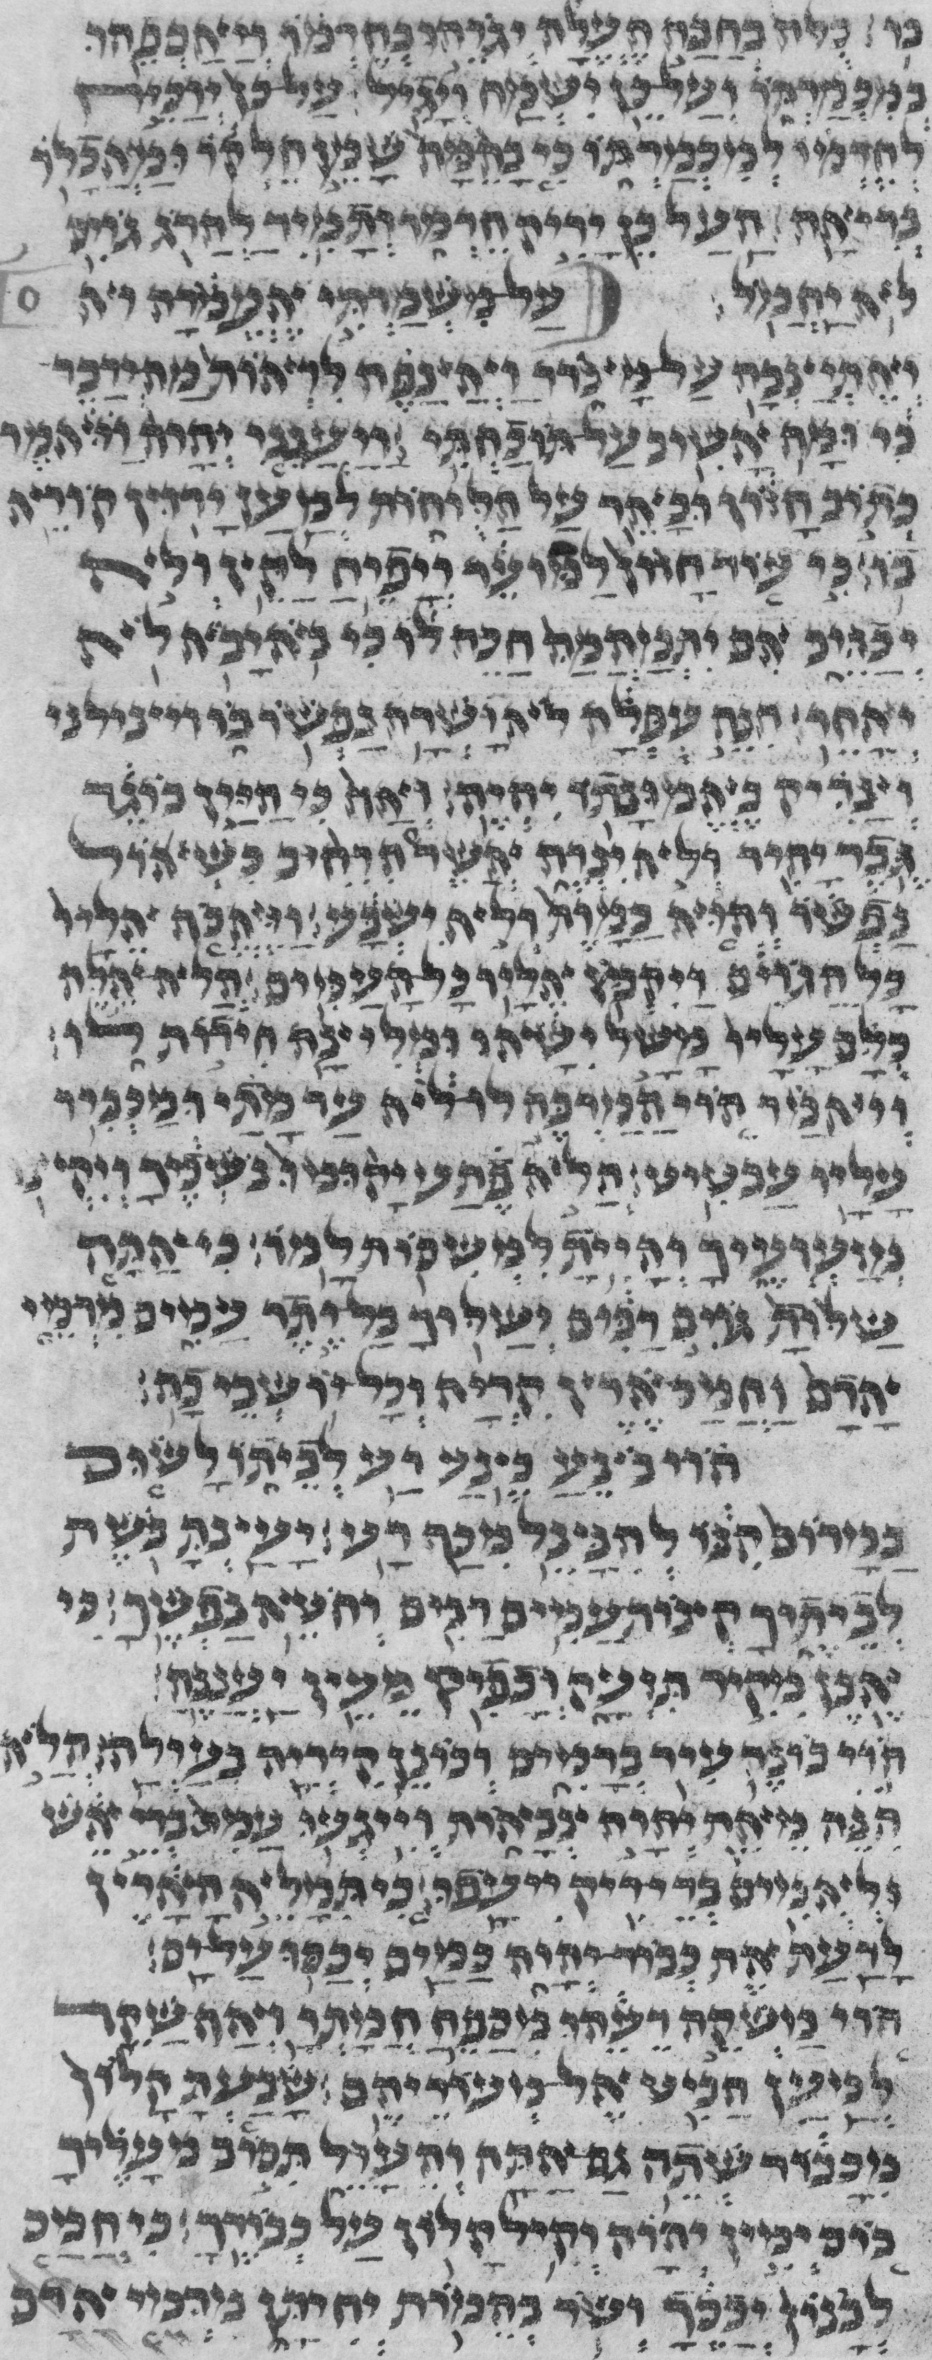 בו כלה בחכה העלה יגרהו בחרמו ויאספהו
במכמרתו על כן ישמח ויגיל על כן יזבח
לחרמו למכמרתו כי בהמה שמן חלקו ומאכלו
בריאה העל כן יריק חרמו ותמיד להרג גוים
לא יחמול על משמרתי אעמדה וא
ואתיצבה על מצור ואצפה לראות מה ידבר
בי ומה אשיב על תוכחתי ויענני יהוה ויאמר
כתוב חזון ובאר על הלחות למען ירוץ קורא
בו כי עוד חזון למועד ויפח לקץ ולא
יכזב אם יתמהמה חכה לו כי בא יבא לא
יאחר הנה עפלה לא ישרה נפשו בו
וצדיק באמונתו יחיה ואף כי היין בגד
גבר יהיר ולא ינוה אשר הרחיב כשאול
נפשו והוא כמות ולא ישבע ויאסף אליו
כל הגוים ויקבץ אליו כל העמים הלא אלה
כלם עליו משל ישאו ומליצה חידות לו
ויאמר הוי המרבה לא לו עד מתי ומכביד
עליו עבטיט הלא פתע יקומו נשכיך ויקצו
מזעזעיך והיית למשסות למו כי אתה
שלות גוים רבים ישלוך כל יתר עמים מדמי
אדם וחמס ארץ קריה וכל ישבי בה
הוי בצע בצע רע לביתו לשום
במרום קנו להנצל מכף רע יעצת בשת
לביתך קצות עמים רבים וחוטא נפשך כי
אבן מקיר תזעק וכפיס מעץ יעננה
הוי בנה עיר בדמים וכונן קריה בעולה הלא
הנה מאת יהוה צבאות וייגעו עמים בדי אש
ולאמים בדי ריק יעפו כי תמלא הארץ
לדעת את כבוד יהוה כמים יכסו על ים
הוי משקה רעהו מספח חמתך ואף שכר
למען הביט אל מעוריהם שבעת קלון
מכבוד שתה גם אתה והערל תסוב עליך
כוס ימין יהוה וקיקלון על כבודך כי חמס
לבנון יכסך ושד בהמות יחיתן מדמי אדם